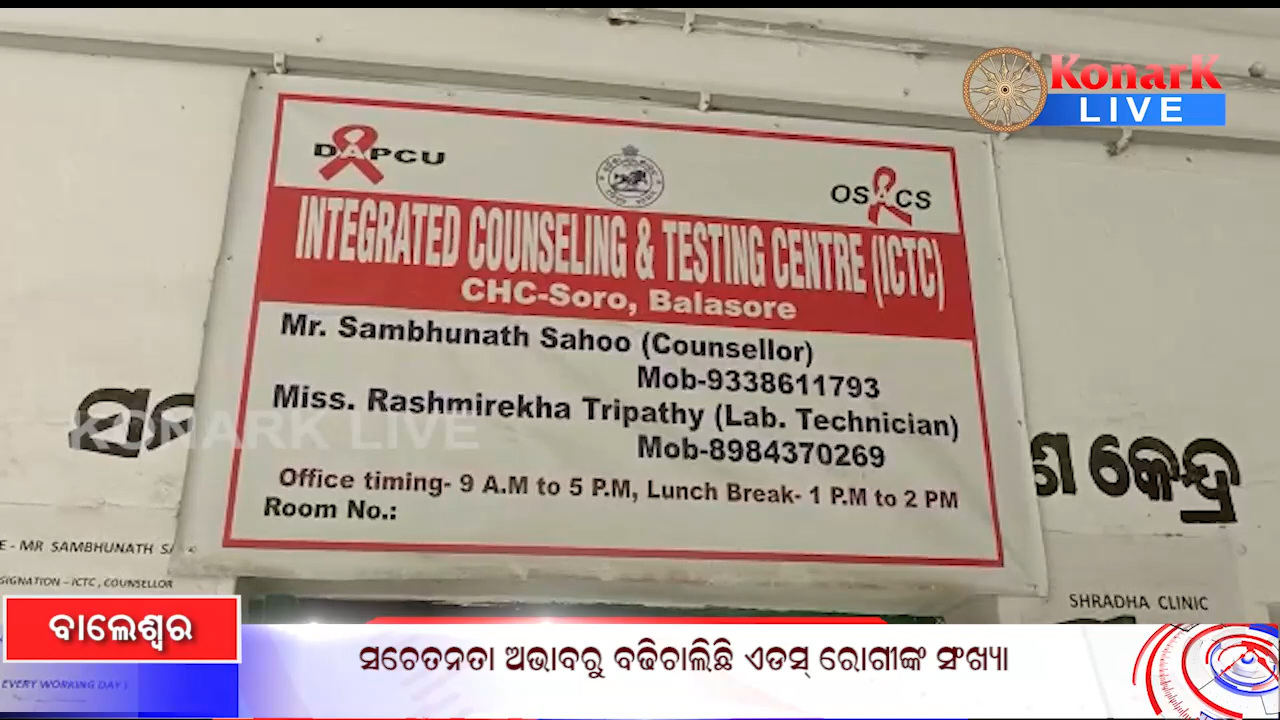 KonarK
LIVE
DAPCU
OSACS
INTEGRATED COUNSELING & TESTING CENTRE (ICTC)
CHC-Soro, Balasore
Mr. Sambhunath Sahoo (Counsellor)
Mob-9338611793
Miss. Rashmirekha Tripathy (Lab. Technician)
Mob-8984370269
Office timing- 9 A.M to 5 P.M, Lunch Break- 1 P.M to 2 PM
Room No.:
KONARK LIVE
କେନ୍ଦ୍ର
MR SAMBHUNATH
ICTC, COUNSELLOR
SHRADHA CLINIC
ବାଲେଶ୍ୱର
ସଚେତନତା ଅଭାବରୁ ବଢିଚାଲିଛି ଏଡସ୍ ରୋଗୀଙ୍କ ସଂଖ୍ୟା
EVERY WORKING DAY